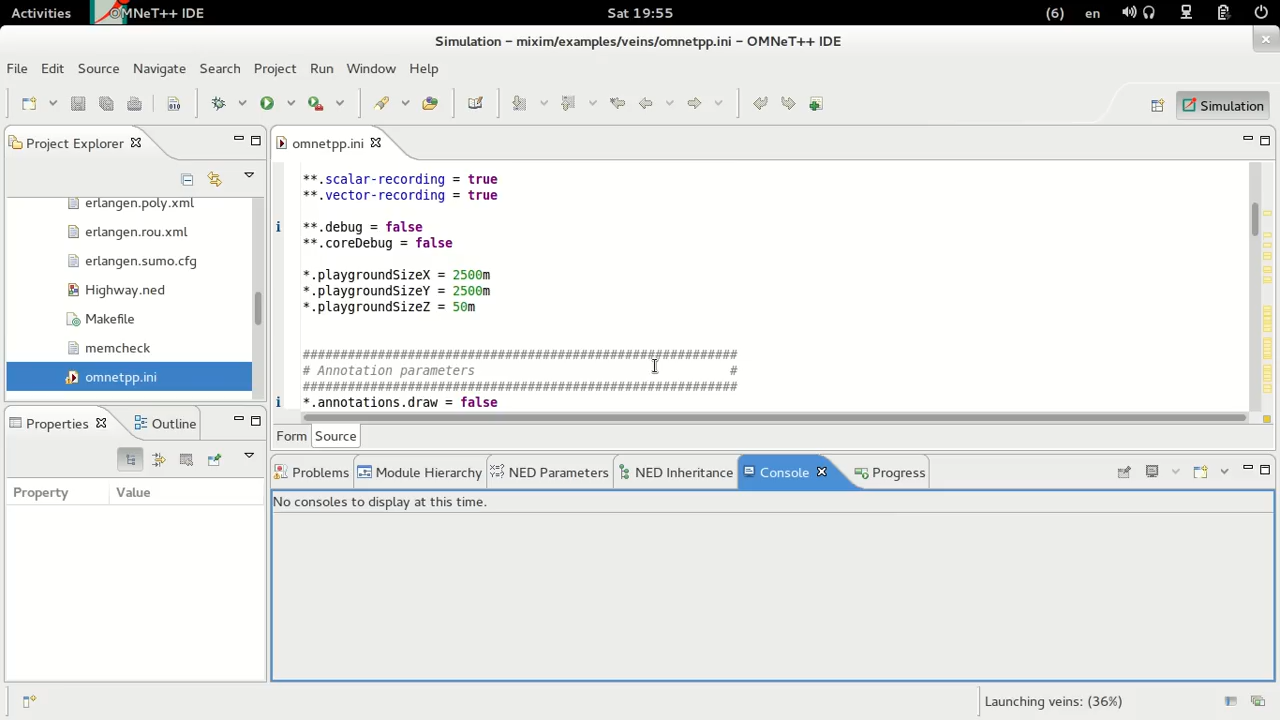 Activities OMNeT++ IDE Sat 19:55 (6) en
Simulation – mixim/examples/veins/omnetpp.ini – OMNeT++ IDE
File Edit Source Navigate Search Project Run Window Help
Simulation
Project Explorer
erlangen.poly.xml
erlangen.rou.xml
erlangen.sumo.cfg
Highway.ned
Makefile
memcheck
omnetpp.ini
omnetpp.ini
**.scalar-recording = true
**.vector-recording = true
**.debug = false
**.coreDebug = false
*.playgroundSizeX = 2500m
*.playgroundSizeY = 2500m
*.playgroundSizeZ = 50m
##########################################################
# Annotation parameters #
##########################################################
*.annotations.draw = false
Form Source
Properties Outline
Property Value
Problems Module Hierarchy NED Parameters NED Inheritance Console Progress
No consoles to display at this time.
Launching veins: (36%)